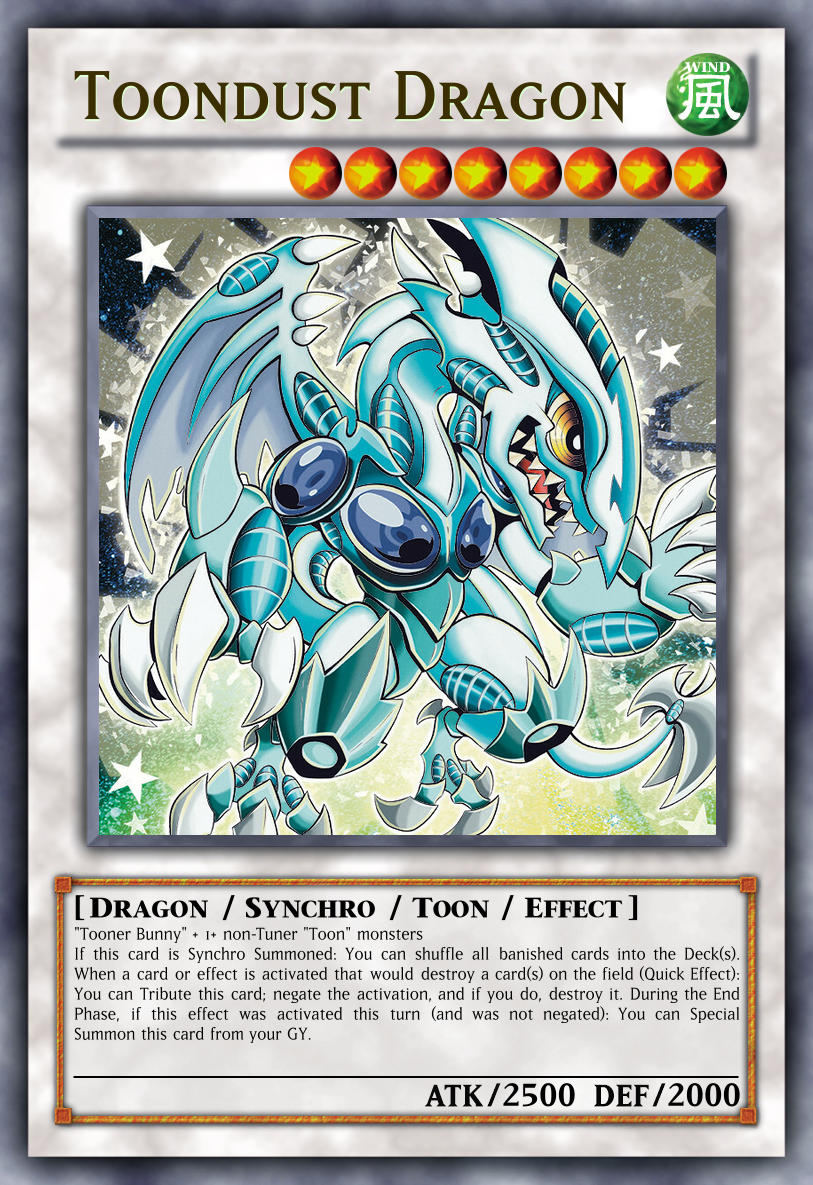 Toondust Dragon
WIND
風
[Dragon / Synchro / Toon / Effect]
"Tooner Bunny" + 1+ non-Tuner "Toon" monsters
If this card is Synchro Summoned: You can shuffle all banished cards into the Deck(s).
When a card or effect is activated that would destroy a card(s) on the field (Quick Effect):
You can Tribute this card; negate the activation, and if you do, destroy it. During the End
Phase, if this effect was activated this turn (and was not negated): You can Special
Summon this card from your GY.
ATK/2500 DEF/2000